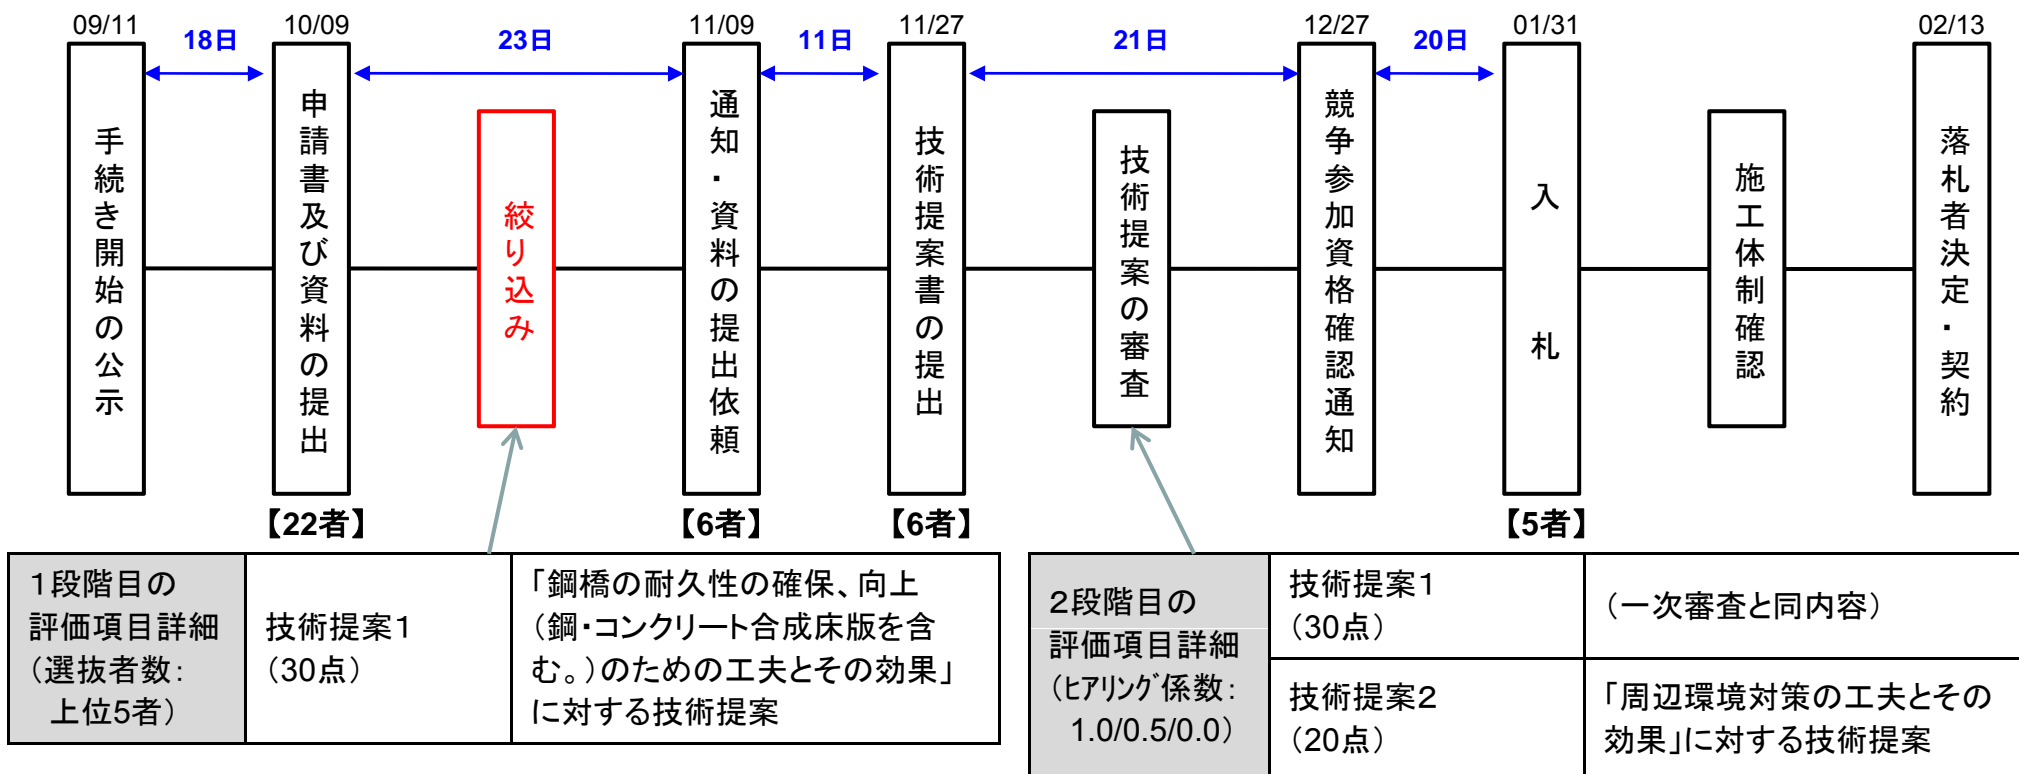 09/11
18日
10/09
23日
11/09
11日
11/27
21日
12/27
20日
01/31
02/13
手続き開始の公示
申請書及び資料の提出
絞り込み
通知・資料の提出依頼
技術提案書の提出
技術提案の審査
競争参加資格確認通知
入札
施工体制確認
落札者決定・契約
【22者】
【6者】
【6者】
【5者】
1段階目の
評価項目詳細
(選抜者数:
上位5者)
技術提案1
(30点)
「鋼橋の耐久性の確保、向上
(鋼・コンクリート合成床版を含
む。)のための工夫とその効果」
に対する技術提案
2段階目の
評価項目詳細
(ヒアリング係数:
1.0/0.5/0.0)
技術提案1
(30点)
(一次審査と同内容)
技術提案2
(20点)
「周辺環境対策の工夫とその
効果」に対する技術提案